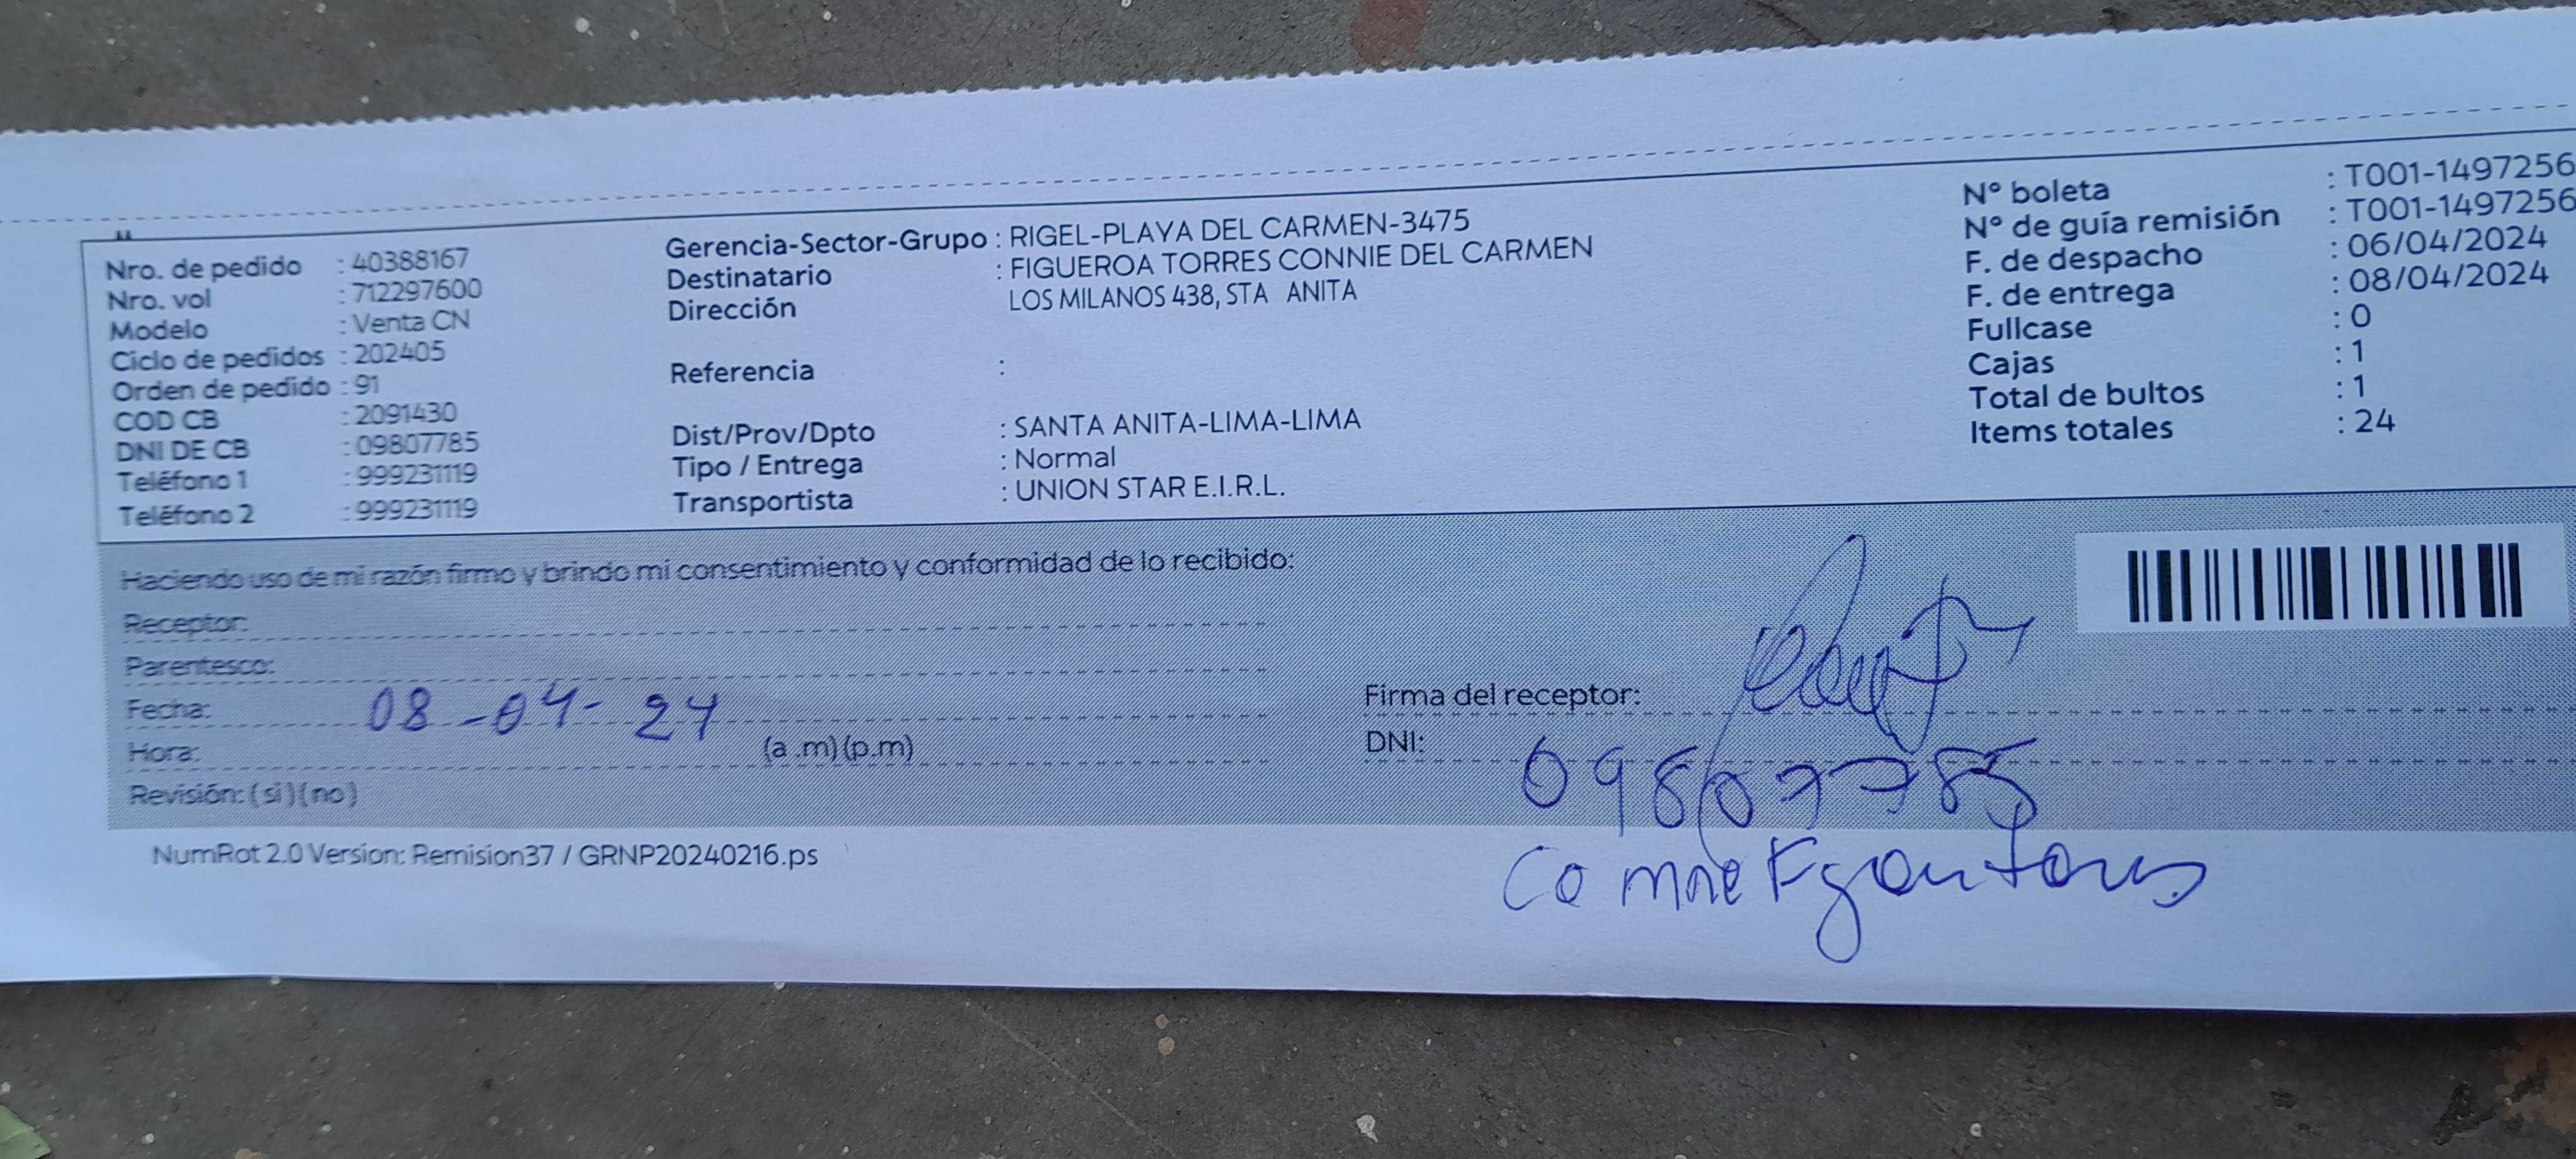 Nro. de pedido : 40388167
Nro. vol : 712297600
Modelo : Venta CN
Ciclo de pedidos : 202405
Orden de pedido : 91
COD CB : 2091430
DNI DE CB : 09807785
Teléfono 1 : 999231119
Teléfono 2 : 999231119
Gerencia-Sector-Grupo : RIGEL-PLAYA DEL CARMEN-3475
Destinatario : FIGUEROA TORRES CONNIE DEL CARMEN
Dirección LOS MILANOS 438, STA ANITA
Referencia :
Dist/Prov/Dpto : SANTA ANITA-LIMA-LIMA
Tipo / Entrega : Normal
Transportista : UNION STAR E.I.R.L.
N° boleta : T001-1497256
N° de guía remisión : T001-1497256
F. de despacho : 06/04/2024
F. de entrega : 08/04/2024
Fullcase : 0
Cajas : 1
Total de bultos : 1
Items totales : 24
Haciendo uso de mi razón firmo y brindo mi consentimiento y conformidad de lo recibido:
Receptor:
Parentesco:
Fecha: 08-04-24
Hora: (a .m) (p.m)
Revisión: (si) (no)
Firma del receptor:
DNI: 09807785
NumRot 2.0 Version: Remision37 / GRNP20240216.ps